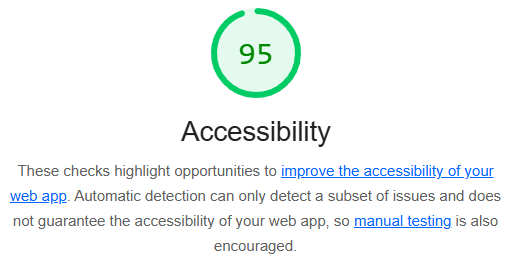 95
Accessibility
These checks highlight opportunities to improve the accessibility of your
web app. Automatic detection can only detect a subset of issues and does
not guarantee the accessibility of your web app, so manual testing is also
encouraged.